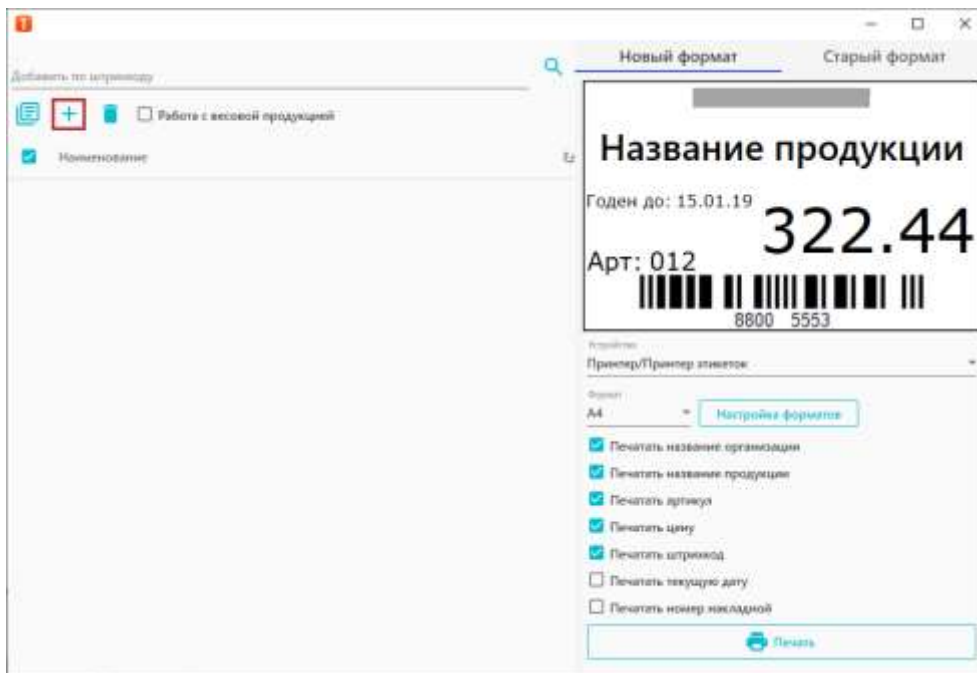 Добавить по штрихкоду
Работа с весовой продукцией
Наименование
Новый формат
Старый формат
Название продукции
Годен до: 15.01.19
322.44
Арт: 012
8800 5553
Устройство
Принтер/Принтер этикеток
Формат
A4
Настройка форматов
Печатать название организации
Печатать название продукции
Печатать артикул
Печатать цену
Печатать штрихкод
Печатать текущую дату
Печатать номер накладной
Печать